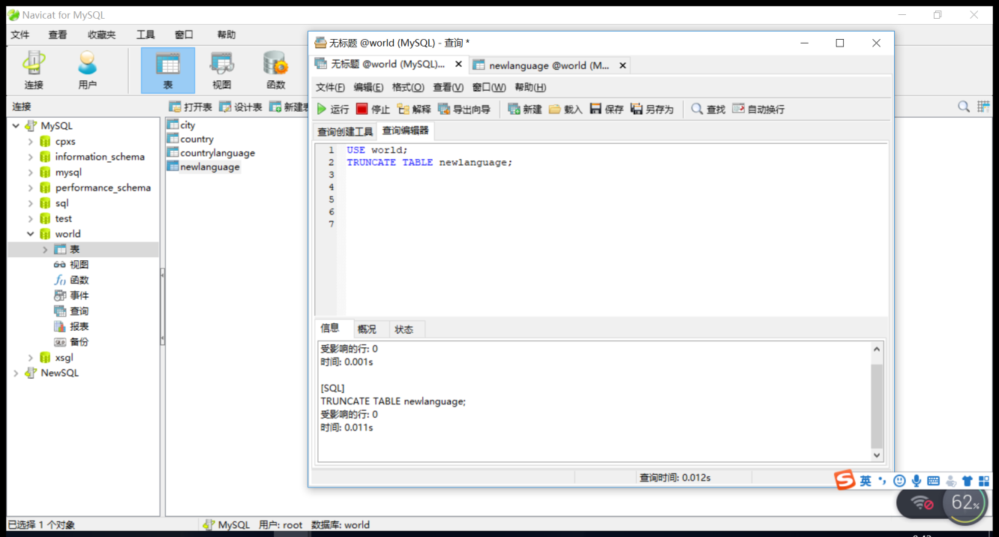 Navicat for MySQL
文件 查看 收藏夹 工具 窗口 帮助
连接 用户 表 视图 函数
连接
打开表 设计表 新建表
MySQL
cpxs
information_schema
mysql
performance_schema
sql
test
world
表
视图
函数
事件
查询
报表
备份
xsgl
NewSQL
city
country
countrylanguage
newlanguage
无标题 @world (MySQL) - 查询 *
无标题 @world (MySQL)... newlanguage @world (M...
文件(F) 编辑(E) 格式(O) 查看(V) 窗口(W) 帮助(H)
运行 停止 解释 导出向导 新建 载入 保存 另存为 查找 自动换行
查询创建工具 查询编辑器
1 USE world;
2 TRUNCATE TABLE newlanguage;
3
4
5
6
7
信息 概况 状态
受影响的行: 0
时间: 0.001s
[SQL]
TRUNCATE TABLE newlanguage;
受影响的行: 0
时间: 0.011s
查询时间: 0.012s
英
62%
已选择 1 个对象 MySQL 用户: root 数据库: world